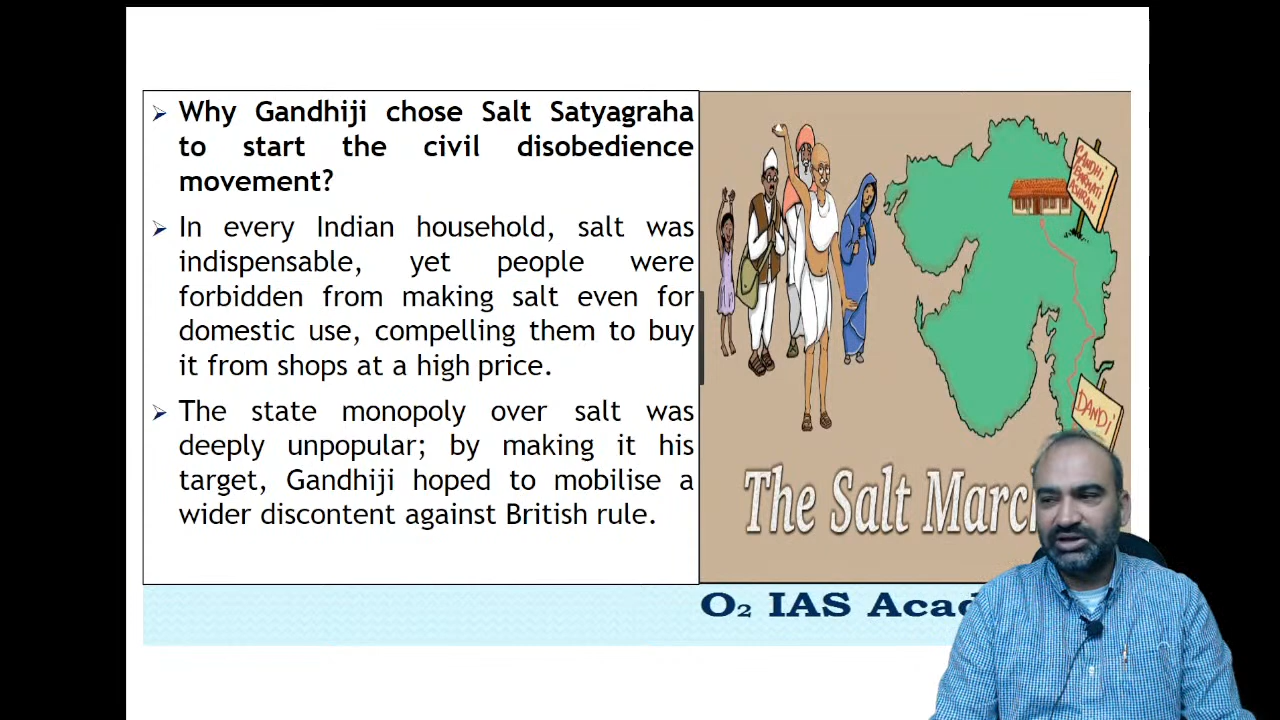 Why Gandhiji chose Salt Satyagraha
to start the civil disobedience
movement?
In every Indian household, salt was
indispensable, yet people were
forbidden from making salt even for
domestic use, compelling them to buy
it from shops at a high price.
The state monopoly over salt was
deeply unpopular; by making it his
target, Gandhiji hoped to mobilise a
wider discontent against British rule.
GANDHI
ASHRAM
DANDI
The Salt
O₂ IAS